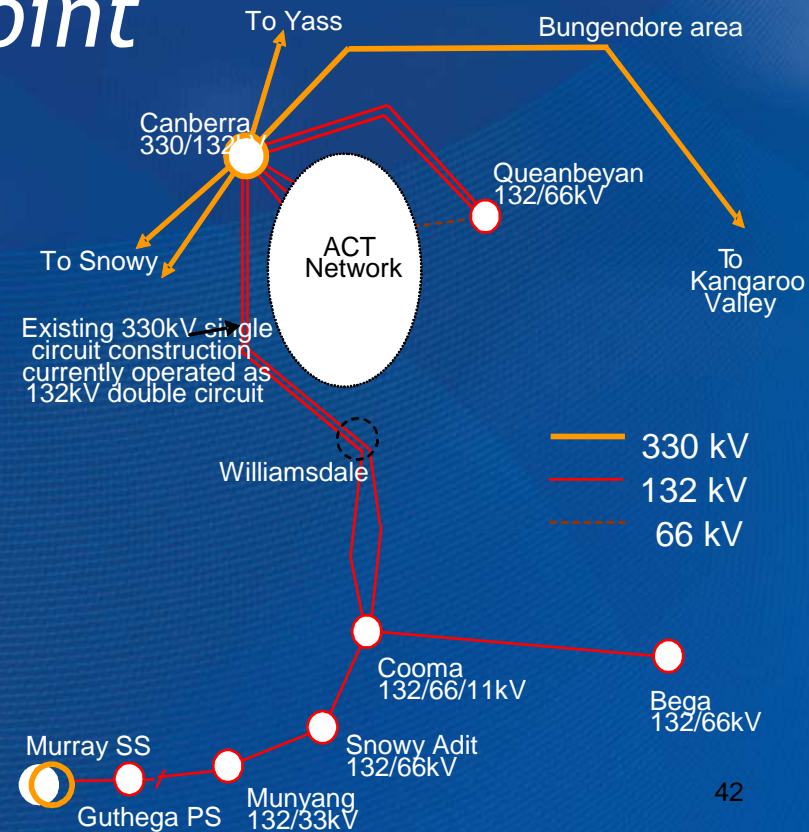 oint
To Yass
Bungendore area
Canberra
330/132kV
Queanbeyan
132/66kV
ACT
Network
To Snowy
To
Kangaroo
Valley
Existing 330kV single
circuit construction
currently operated as
132kV double circuit
330 kV
Williamsdale
132 kV
66 kV
Cooma
132/66/11kV
Bega
132/66kV
Snowy Adit
132/66kV
Murray SS
Munyang
132/33kV
Guthega PS
42